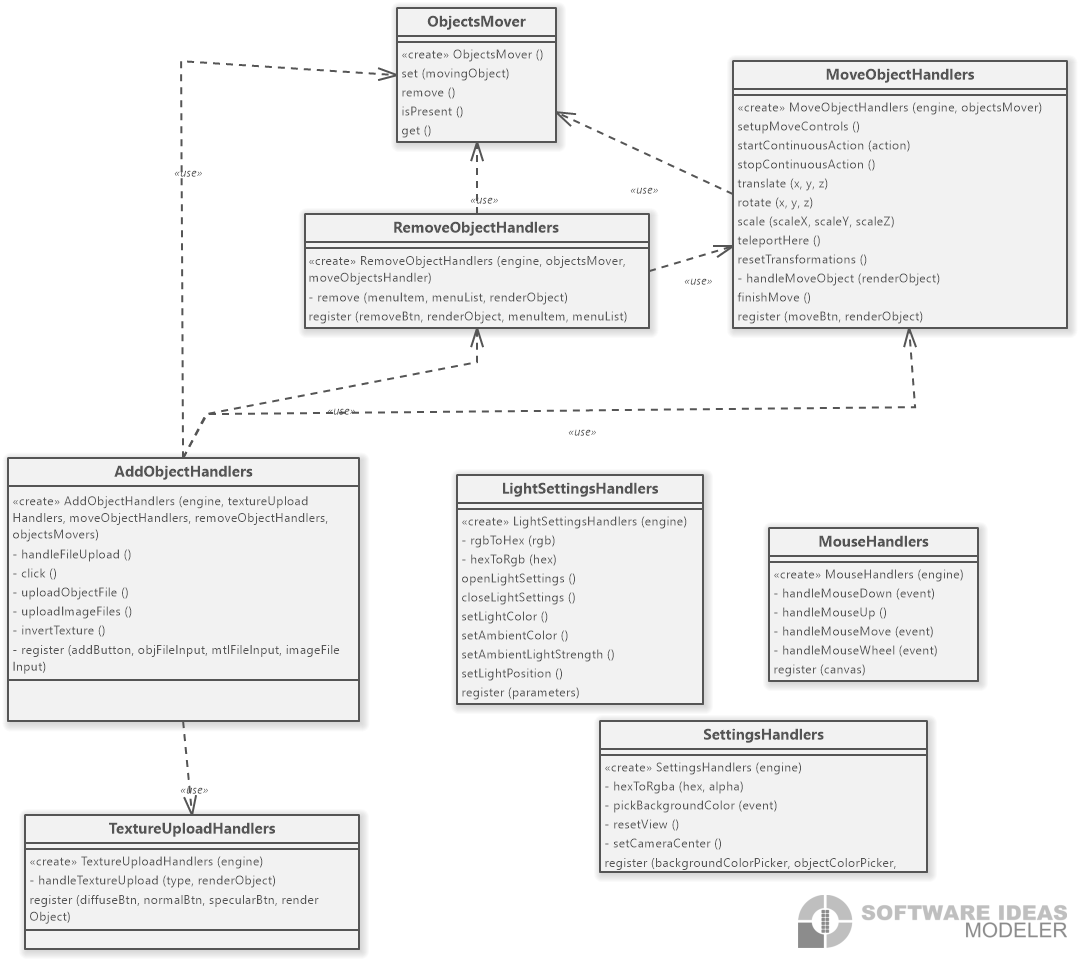 ObjectsMover
«create» ObjectsMover ()
set (movingObject)
remove ()
isPresent ()
get ()
MoveObjectHandlers
«create» MoveObjectHandlers (engine, objectsMover)
setupMoveControls ()
startContinuousAction (action)
stopContinuousAction ()
translate (x, y, z)
rotate (x, y, z)
scale (scaleX, scaleY, scaleZ)
teleportHere ()
resetTransformations ()
- handleMoveObject (renderObject)
finishMove ()
register (moveBtn, renderObject)
«use»
«use»
«use»
RemoveObjectHandlers
«create» RemoveObjectHandlers (engine, objectsMover,
moveObjectsHandler)
- remove (menuItem, menuList, renderObject)
register (removeBtn, renderObject, menuItem, menuList)
«use»
«use»
«use»
AddObjectHandlers
«create» AddObjectHandlers (engine, textureUpload
Handlers, moveObjectHandlers, removeObjectHandlers,
objectsMovers)
- handleFileUpload ()
- click ()
- uploadObjectFile ()
- uploadImageFiles ()
- invertTexture ()
- register (addButton, objFileInput, mtlFileInput, imageFile
Input)
LightSettingsHandlers
«create» LightSettingsHandlers (engine)
- rgbToHex (rgb)
- hexToRgb (hex)
openLightSettings ()
closeLightSettings ()
setLightColor ()
setAmbientColor ()
setAmbientLightStrength ()
setLightPosition ()
register (parameters)
MouseHandlers
«create» MouseHandlers (engine)
- handleMouseDown (event)
- handleMouseUp ()
- handleMouseMove (event)
- handleMouseWheel (event)
register (canvas)
«use»
SettingsHandlers
«create» SettingsHandlers (engine)
- hexToRgba (hex, alpha)
- pickBackgroundColor (event)
- resetView ()
- setCameraCenter ()
register (backgroundColorPicker, objectColorPicker,
TextureUploadHandlers
«create» TextureUploadHandlers (engine)
- handleTextureUpload (type, renderObject)
register (diffuseBtn, normalBtn, specularBtn, render
Object)
SOFTWARE IDEAS
MODELER